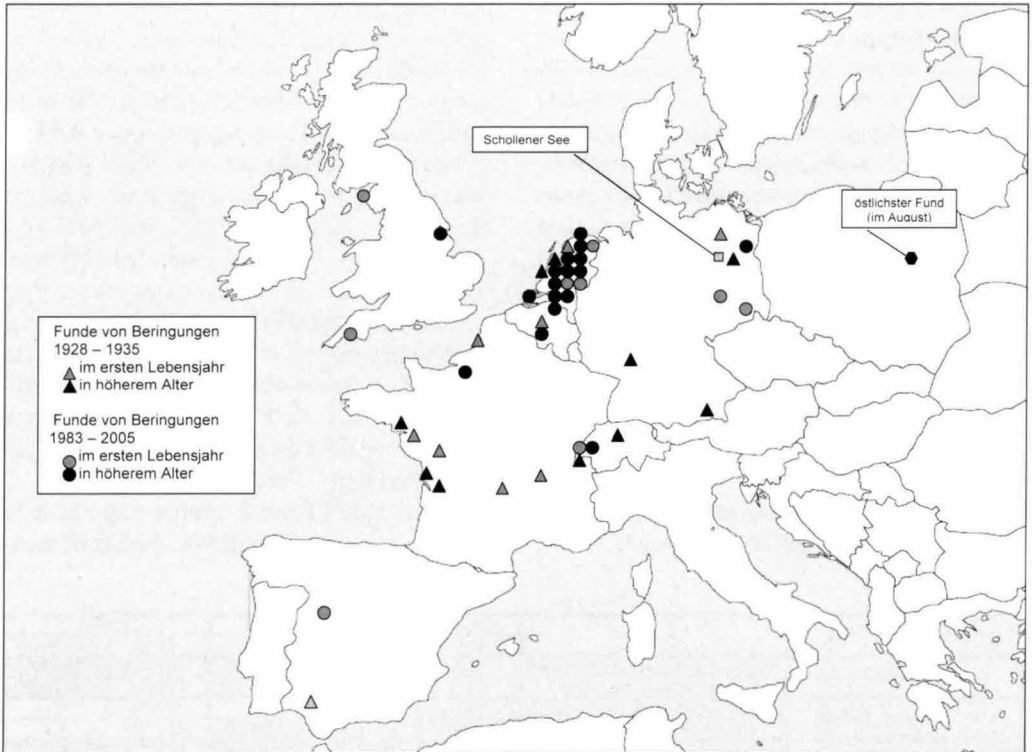 Schollener See
östlichster Fund
(im August)
Funde von Beringungen
1928 – 1935
im ersten Lebensjahr
in höherem Alter
Funde von Beringungen
1983 – 2005
im ersten Lebensjahr
in höherem Alter